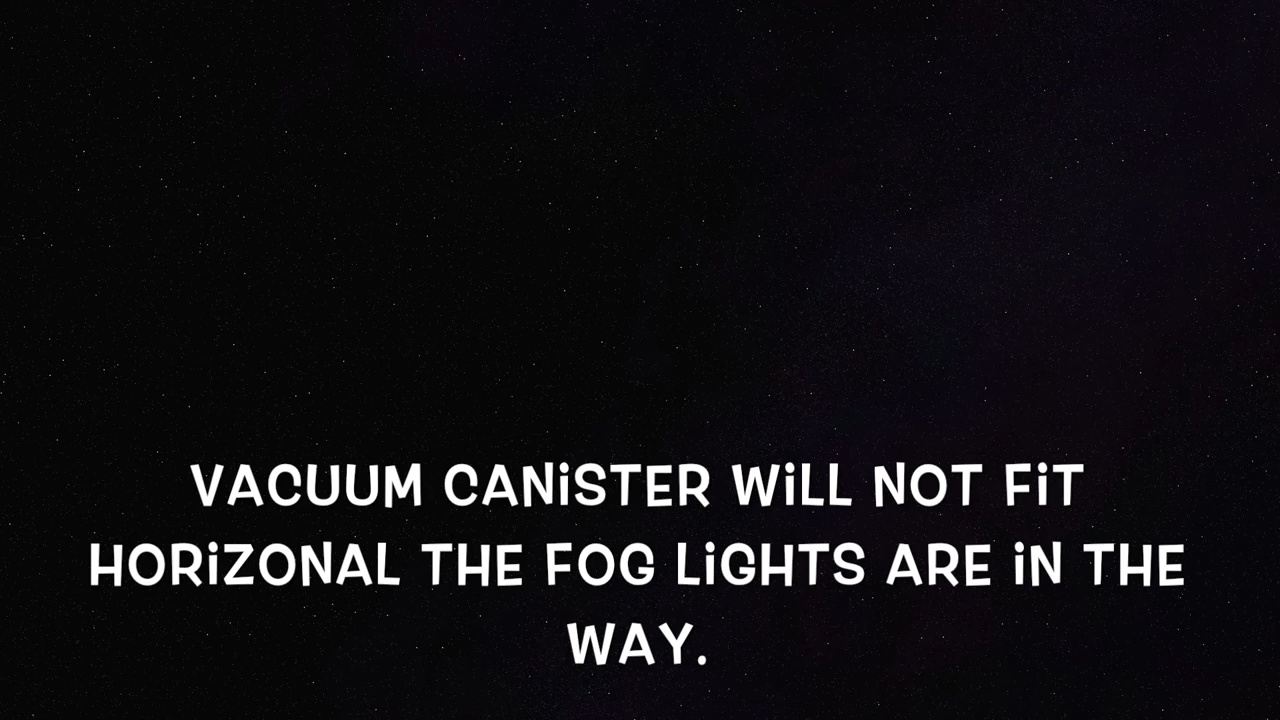 VACUUM CANiSTER WiLL NOT FiT
HORiZONAL THE FOG LiGHTS ARE iN THE
WAY.